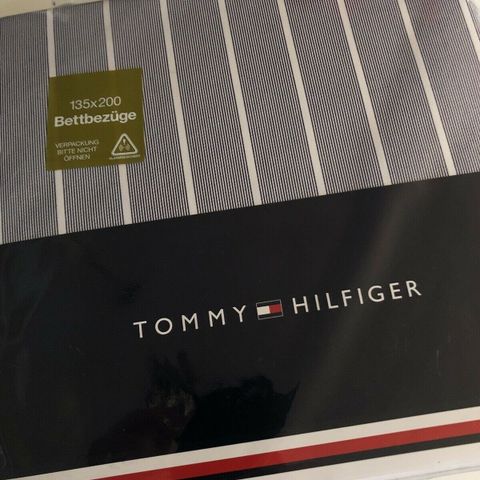 135x200
Bettbezüge
VERPACKUNG
BITTE NICHT
ÖFFNEN
TOMMY HILFIGER